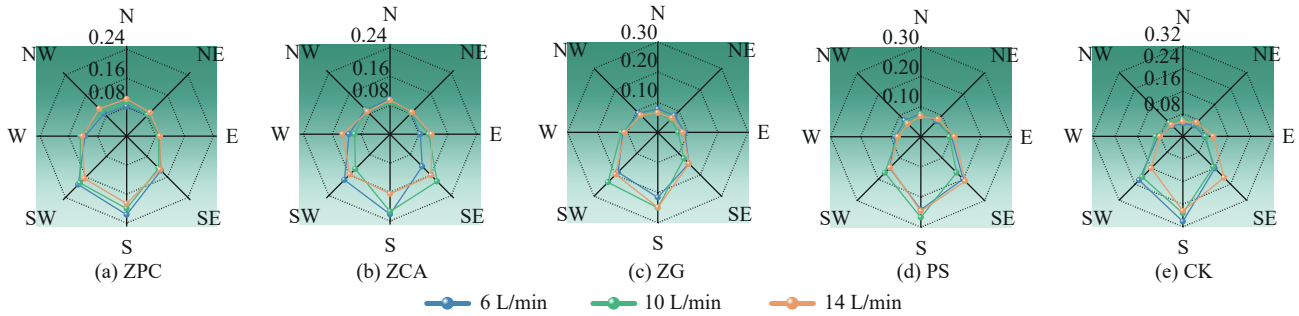 N
0.24
0.16
0.08
NW
NE
W
E
SW
SE
S
(a) ZPC
N
0.24
0.16
0.08
NW
NE
W
E
SW
SE
S
(b) ZCA
N
0.30
0.20
0.10
NW
NE
W
E
SW
SE
S
(c) ZG
N
0.30
0.20
0.10
NW
NE
W
E
SW
SE
S
(d) PS
N
0.32
0.24
0.16
0.08
NW
NE
W
E
SW
SE
S
(e) CK
6 L/min
10 L/min
14 L/min